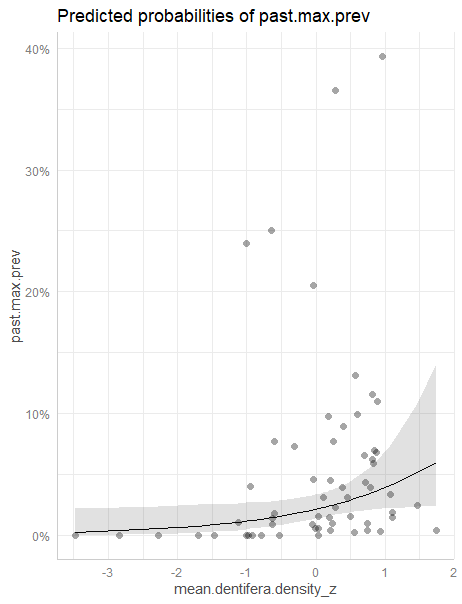 Predicted probabilities of past.max.prev
40%
30%
20%
10%
0%
past.max.prev
-3 -2 -1 0 1 2
mean.dentifera.density_z